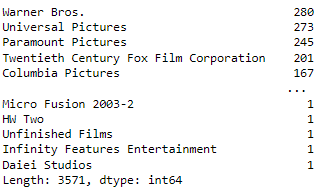 Warner Bros. 280
Universal Pictures 273
Paramount Pictures 245
Twentieth Century Fox Film Corporation 201
Columbia Pictures 167
...
Micro Fusion 2003-2 1
HW Two 1
Unfinished Films 1
Infinity Features Entertainment 1
Daiei Studios 1
Length: 3571, dtype: int64